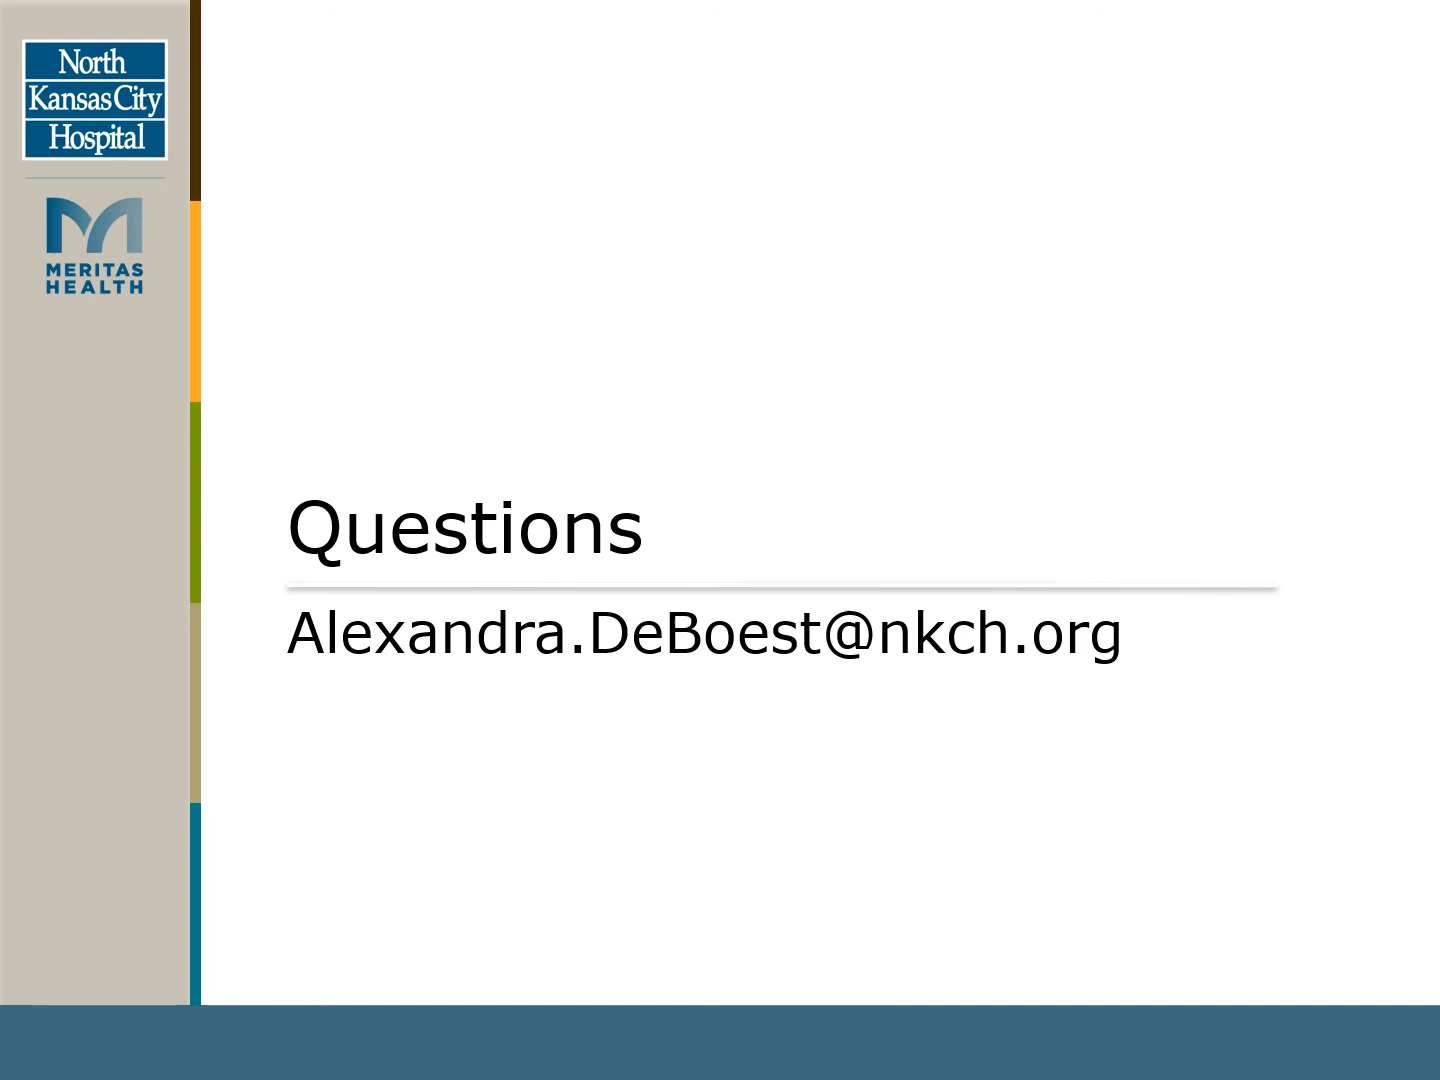 North
Kansas City
Hospital
MERITAS
HEALTH
Questions
Alexandra.DeBoest@nkch.org